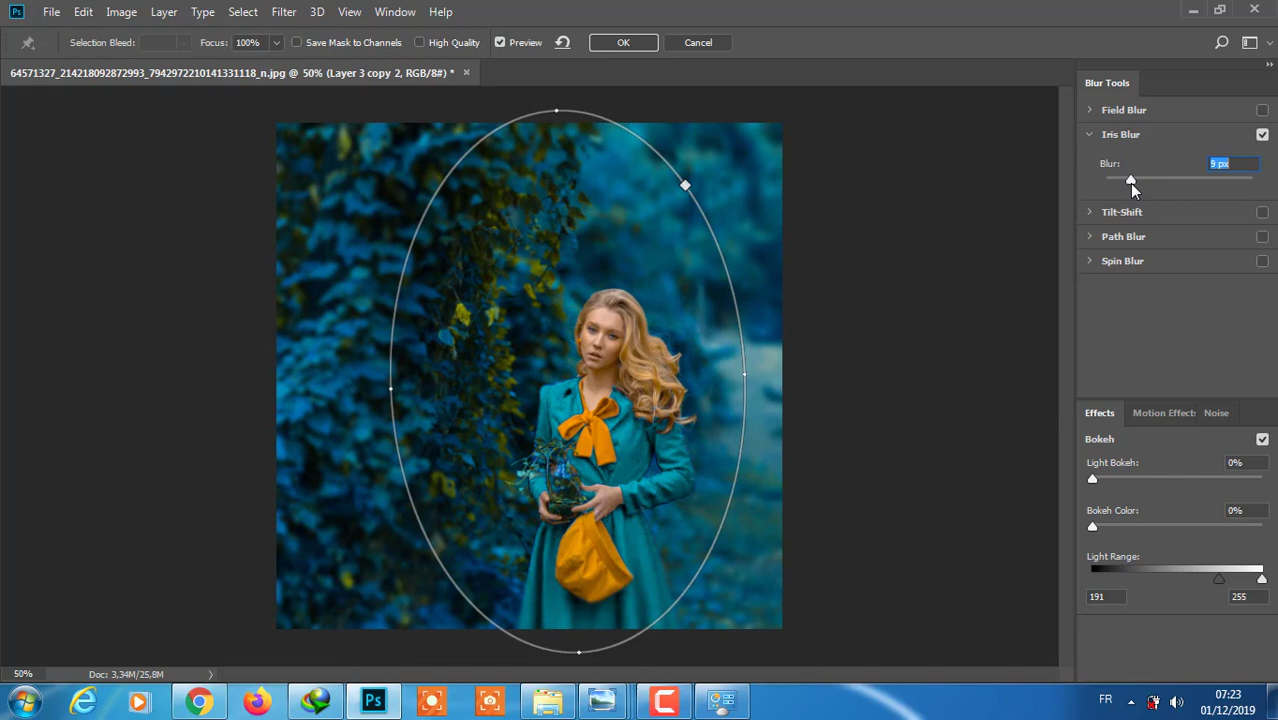 Ps File Edit Image Layer Type Select Filter 3D View Window Help
Selection Bleed: Focus: 100% Save Mask to Channels High Quality Preview OK Cancel
64571327_214218092872993_7942972210141331118_n.jpg @ 50% (Layer 3 copy 2, RGB/8#) *
Blur Tools
Field Blur
Iris Blur
Blur: 9 px
Tilt-Shift
Path Blur
Spin Blur
Effects Motion Effects Noise
Bokeh
Light Bokeh: 0%
Bokeh Color: 0%
Light Range:
191 255
50% Doc: 3,34M/25,8M
Ps FR 07:23
01/12/2019